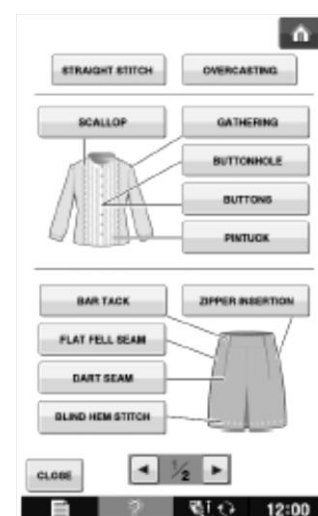 STRAIGHT STITCH OVERCASTING
SCALLOP GATHERING
BUTTONHOLE
BUTTONS
PINTUCK
BAR TACK ZIPPER INSERTION
FLAT FELL SEAM
DART SEAM
BLIND HEM STITCH
CLOSE 1/2
12:00